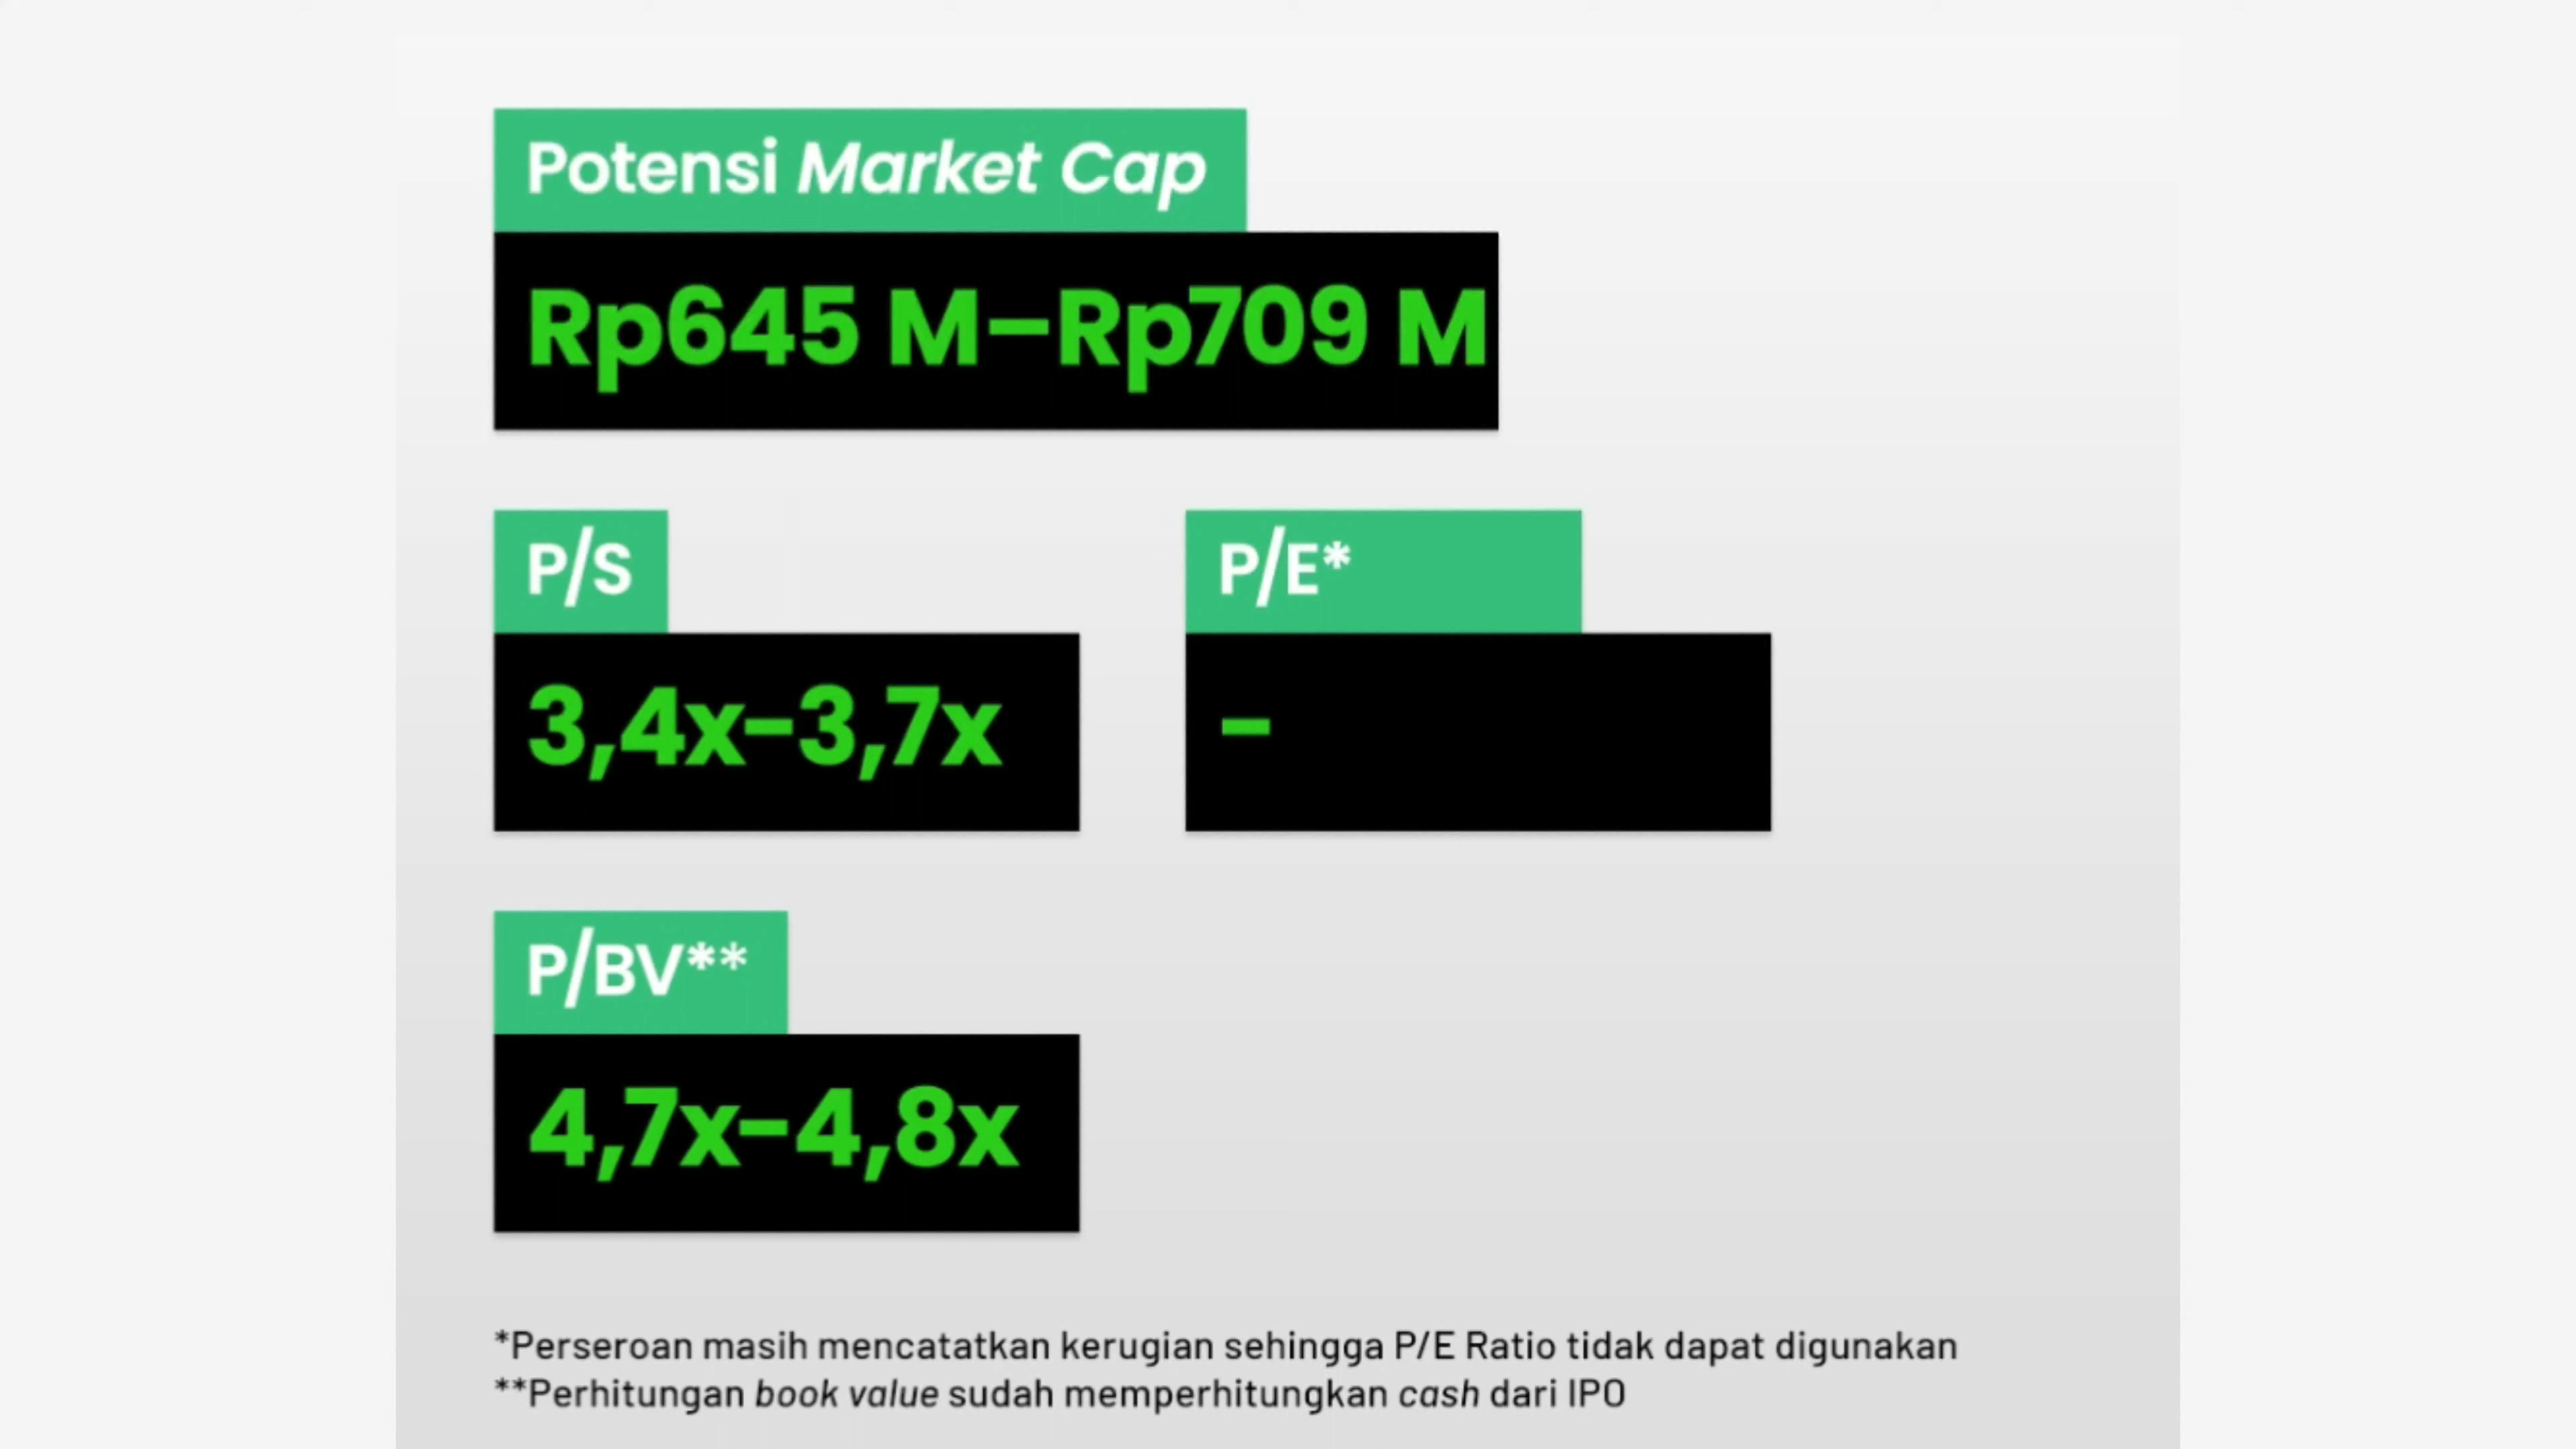 Potensi Market Cap
Rp645 M–Rp709 M
P/S
P/E*
3,4x-3,7x
-
P/BV**
4,7x-4,8x
*Perseroan masih mencatatkan kerugian sehingga P/E Ratio tidak dapat digunakan
**Perhitungan book value sudah memperhitungkan cash dari IPO